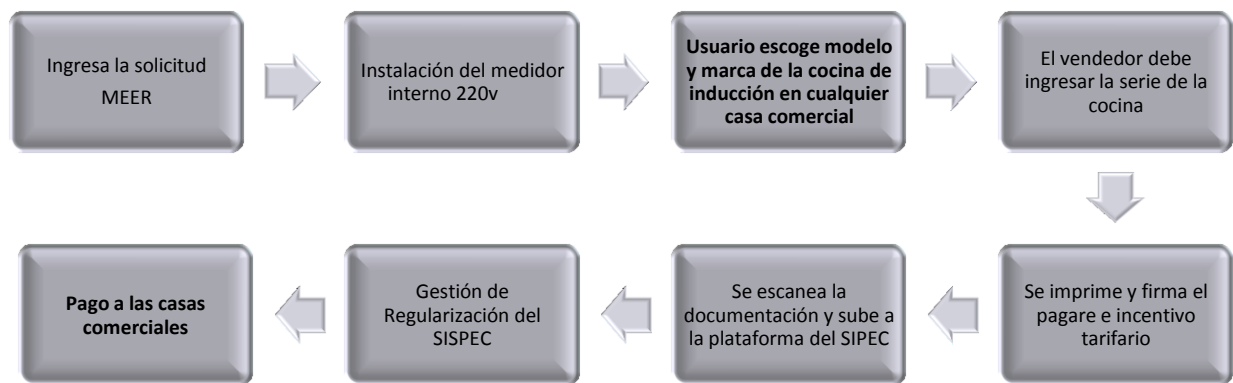 Ingresa la solicitud
MEER
Instalación del medidor
interno 220v
Usuario escoge modelo
y marca de la cocina de
inducción en cualquier
casa comercial
El vendedor debe
ingresar la serie de la
cocina
Se imprime y firma el
pagare e incentivo
tarifario
Se escanea la
documentación y sube a
la plataforma del SIPEC
Gestión de
Regularización del
SISPEC
Pago a las casas
comerciales